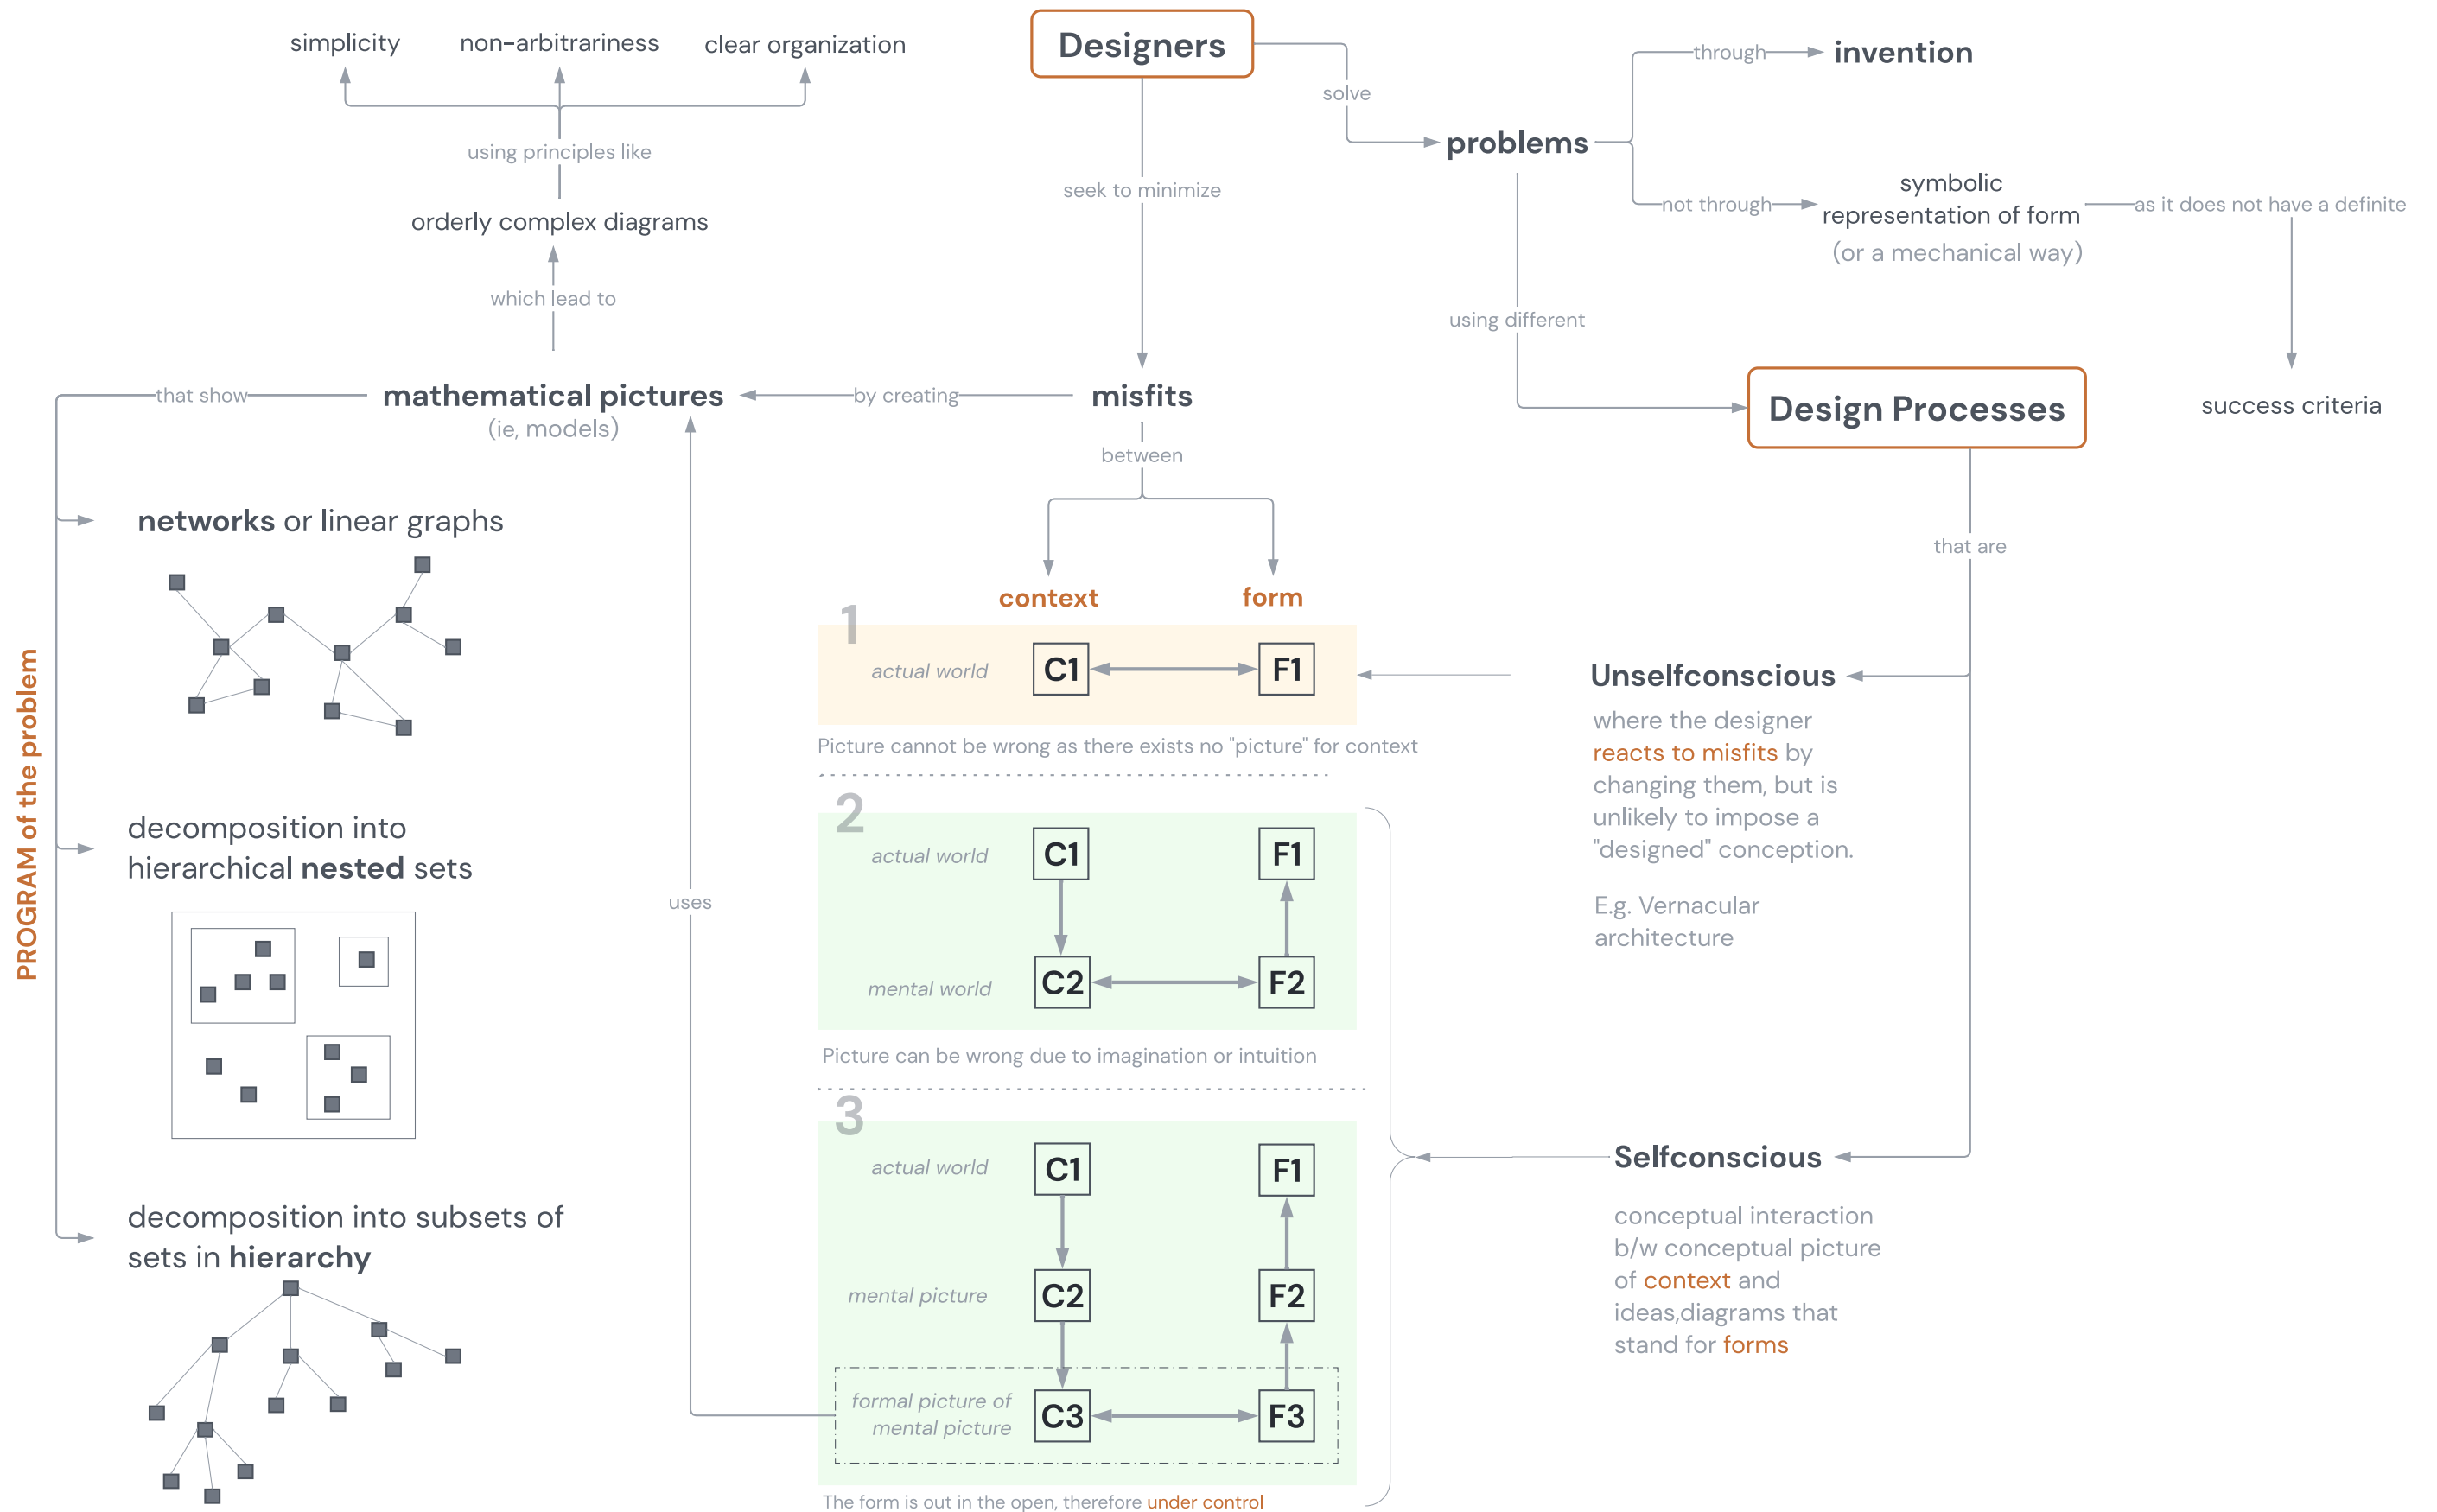 simplicity
non-arbitrariness
clear organization
using principles like
orderly complex diagrams
which lead to
mathematical pictures
(ie, models)
that show
by creating
Designers
solve
seek to minimize
misfits
between
context
form
problems
through
invention
not through
symbolic
representation of form
(or a mechanical way)
as it does not have a definite
success criteria
using different
Design Processes
that are
PROGRAM of the problem
networks or linear graphs
decomposition into
hierarchical nested sets
decomposition into subsets of
sets in hierarchy
uses
1
actual world
C1
F1
Picture cannot be wrong as there exists no "picture" for context
2
actual world
C1
F1
mental world
C2
F2
Picture can be wrong due to imagination or intuition
3
actual world
C1
F1
mental picture
C2
F2
formal picture of
mental picture
C3
F3
The form is out in the open, therefore under control
Unselfconscious
where the designer
reacts to misfits by
changing them, but is
unlikely to impose a
"designed" conception.
E.g. Vernacular
architecture
Selfconscious
conceptual interaction
b/w conceptual picture
of context and
ideas,diagrams that
stand for forms